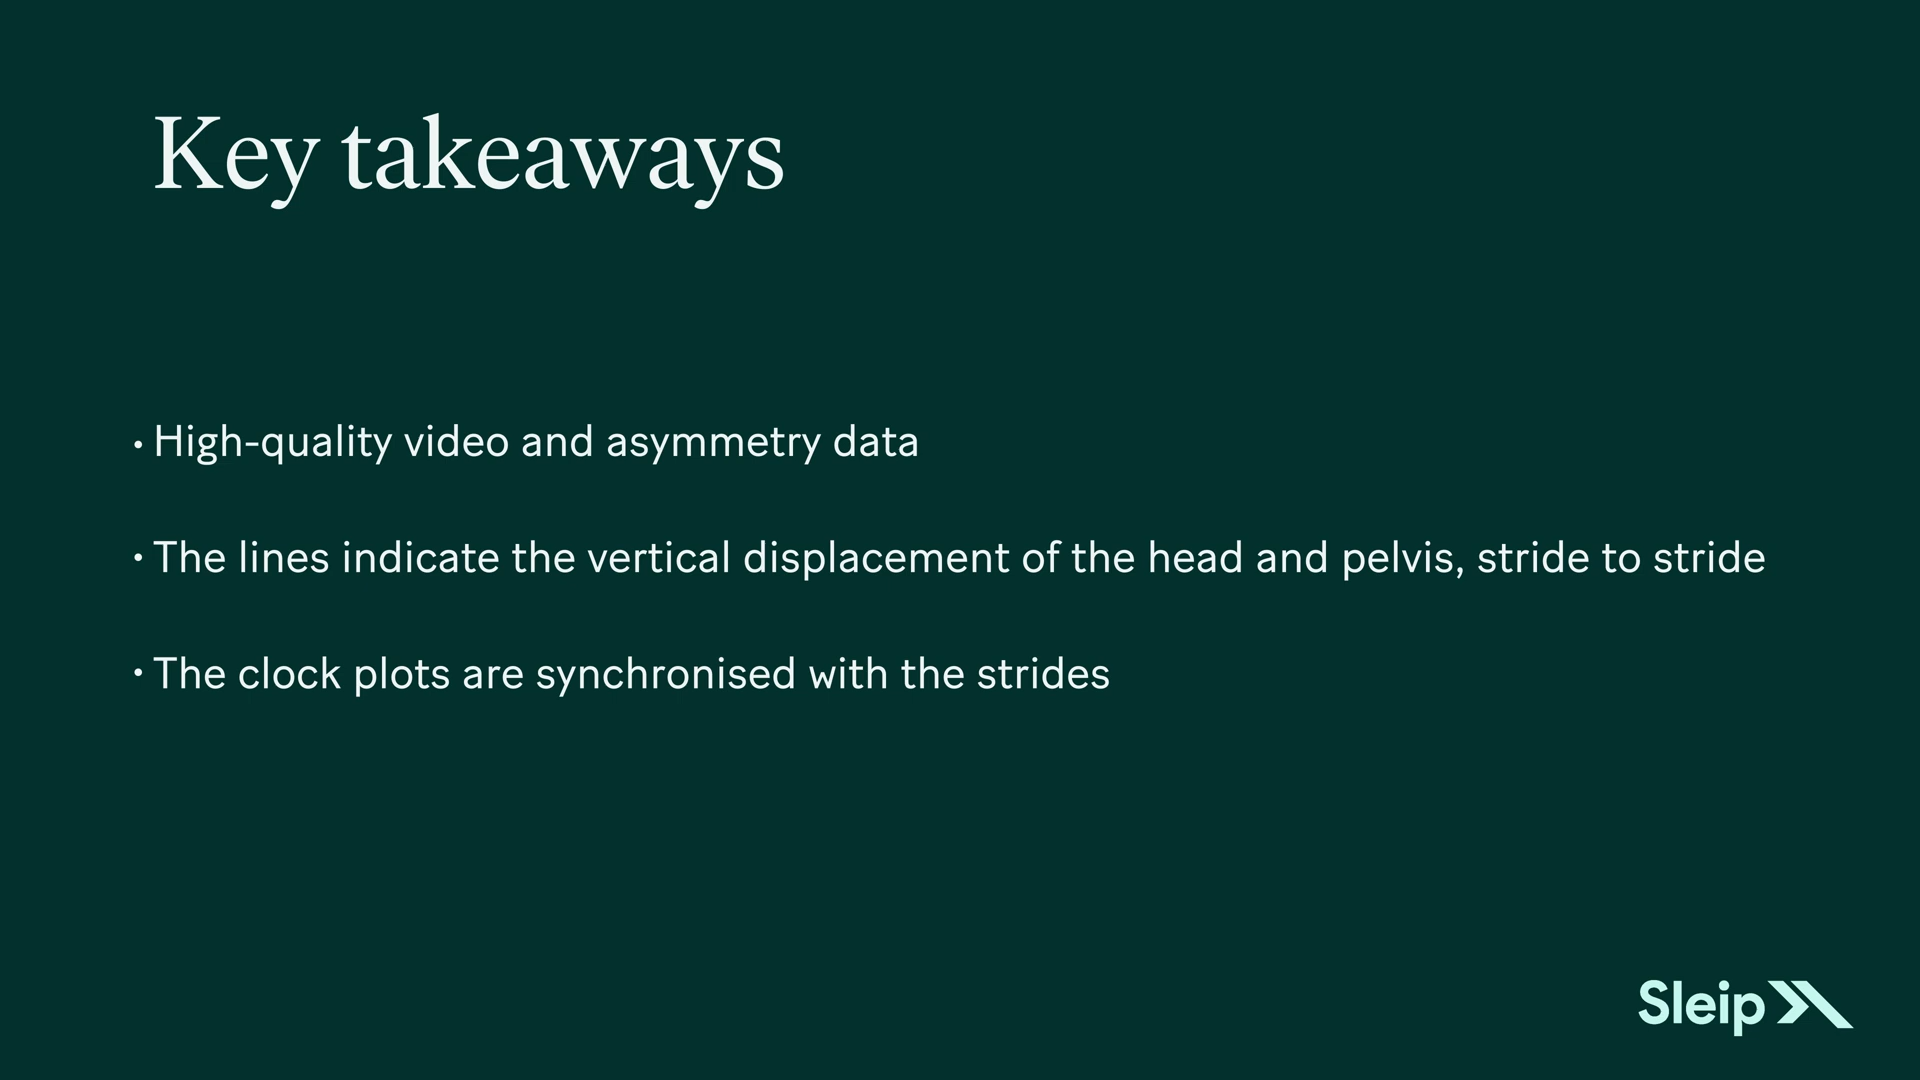 Key takeaways
• High-quality video and asymmetry data
• The lines indicate the vertical displacement of the head and pelvis, stride to stride
• The clock plots are synchronised with the strides
Sleip